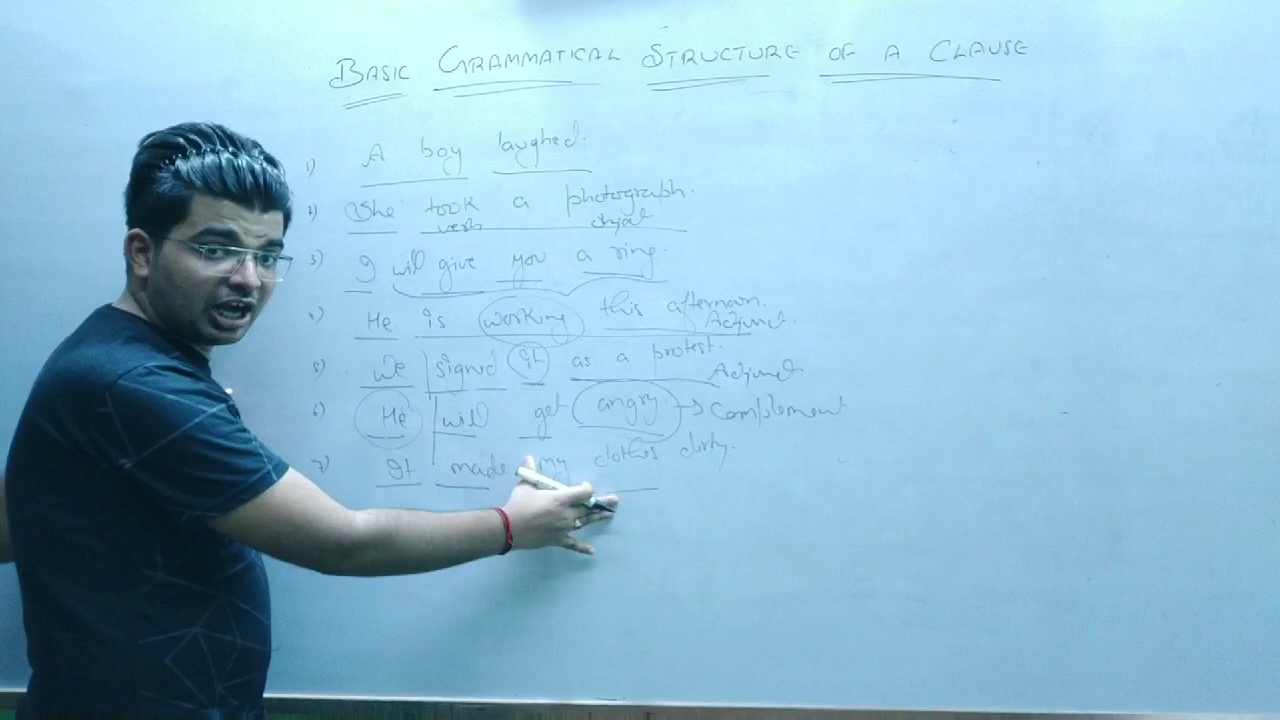 BASIC GRAMMATICAL STRUCTURE OF A CLAUSE
1) A boy laughed.
2) She took a photograph.
verb object
3) I will give you a ring.
4) He is working this afternoon.
Adjunct.
5) We signed it as a protest.
Adjunct
6) He will get angry. → Complement
7) It made my clothes dirty.